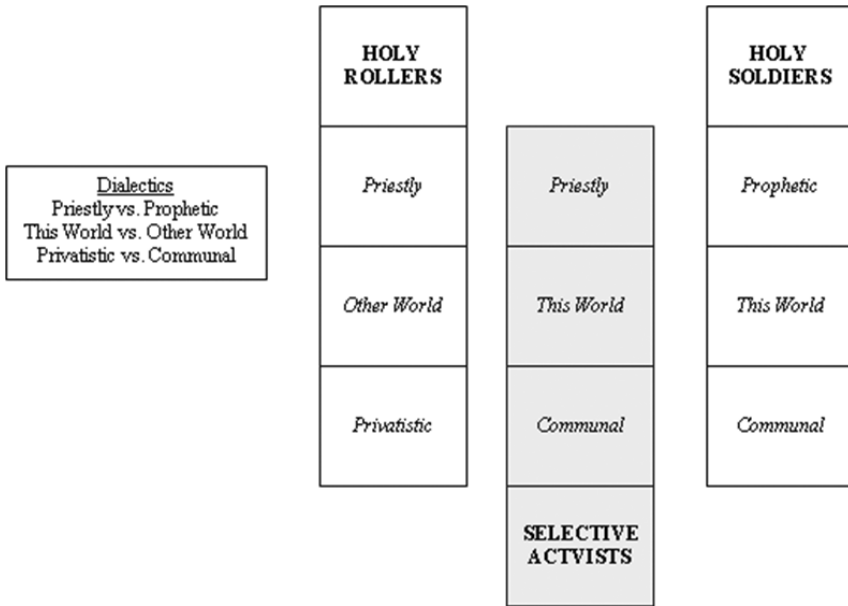 HOLY
ROLLERS
HOLY
SOLDIERS
Dialectics
Priestly vs. Prophetic
This World vs. Other World
Privatistic vs. Communal
Priestly
Priestly
Prophetic
Other World
This World
This World
Privatistic
Communal
Communal
SELECTIVE
ACTVISTS